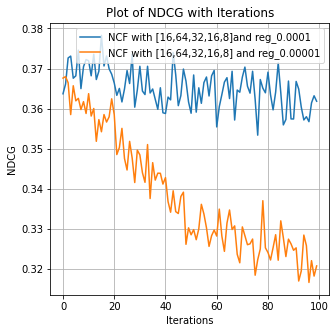 Plot of NDCG with Iterations
NCF with [16,64,32,16,8]and reg_0.0001
NCF with [16,64,32,16,8] and reg_0.00001
NDCG
0.38
0.37
0.36
0.35
0.34
0.33
0.32
0
20
40
60
80
100
Iterations